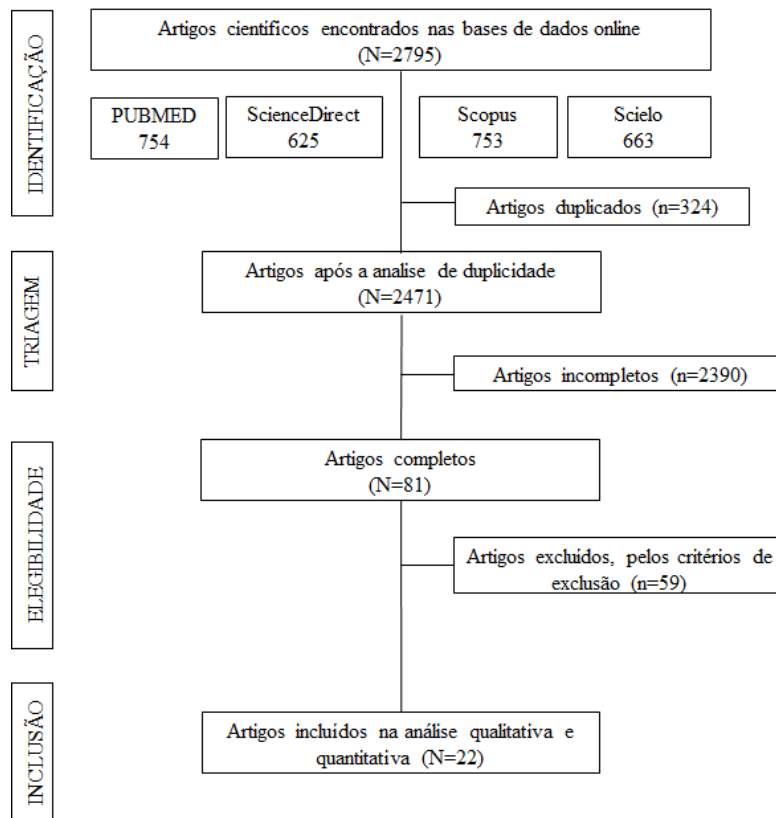 IDENTIFICAÇÃO
Artigos científicos encontrados nas bases de dados online
(N=2795)
PUBMED
754
ScienceDirect
625
Scopus
753
Scielo
663
Artigos duplicados (n=324)
TRIAGEM
Artigos após a analise de duplicidade
(N=2471)
Artigos incompletos (n=2390)
ELEGIBILIDADE
Artigos completos
(N=81)
Artigos excluidos, pelos critérios de
exclusão (n=59)
INCLUSÃO
Artigos incluídos na análise qualitativa e
quantitativa (N=22)